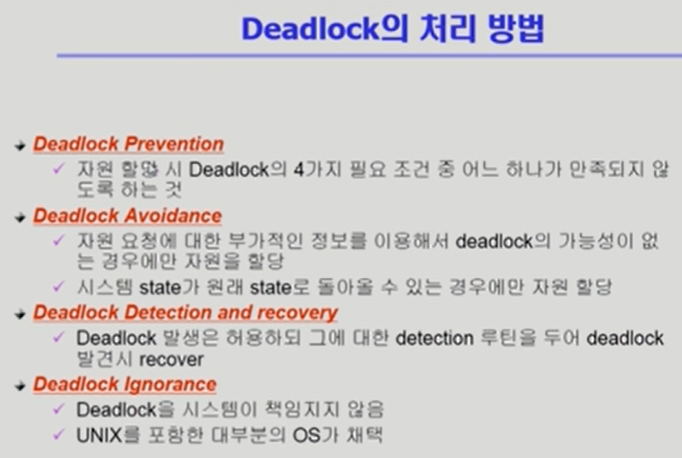 Deadlock의 처리 방법
Deadlock Prevention
자원 할당 시 Deadlock의 4가지 필요 조건 중 어느 하나가 만족되지 않
도록 하는 것
Deadlock Avoidance
자원 요청에 대한 부가적인 정보를 이용해서 deadlock의 가능성이 없
는 경우에만 자원을 할당
시스템 state가 원래 state로 돌아올 수 있는 경우에만 자원 할당
Deadlock Detection and recovery
Deadlock 발생은 허용하되 그에 대한 detection 루틴을 두어 deadlock
발견시 recover
Deadlock Ignorance
Deadlock을 시스템이 책임지지 않음
UNIX를 포함한 대부분의 OS가 채택